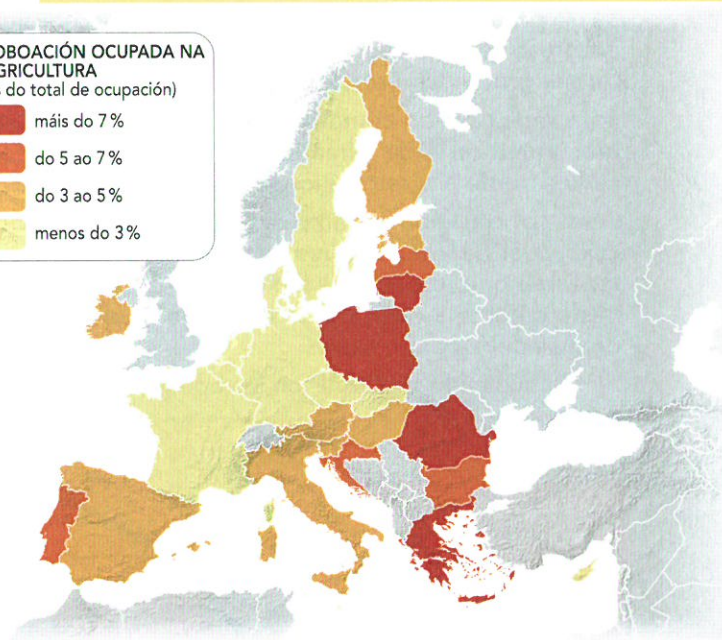 OBOACIÓN OCUPADA NA
GRICULTURA
do total de ocupación)
máis do 7 %
do 5 ao 7 %
do 3 ao 5 %
menos do 3 %